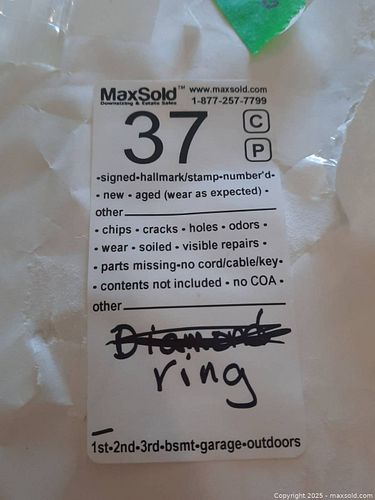 MaxSold™ www.maxsold.com
Downsizing & Estate Sales 1-877-257-7799
37 C
P
•signed•hallmark/stamp•number'd•
• new • aged (wear as expected) •
other
• chips • cracks • holes • odors •
• wear • soiled • visible repairs •
• parts missing•no cord/cable/key•
• contents not included • no COA •
other
Diamond
ring
1st•2nd•3rd•bsmt•garage•outdoors
Copyright 2025 - maxsold.com